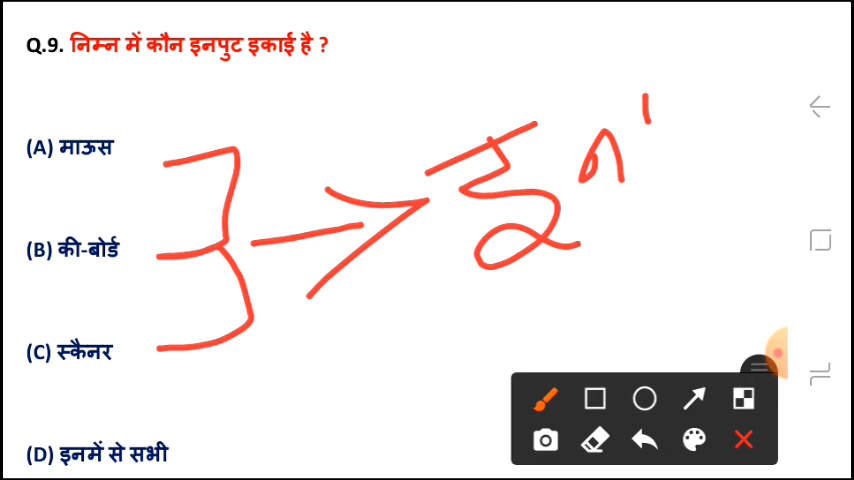 Q.9. निम्न में कौन इनपुट इकाई है ?
(A) माऊस
(B) की-बोर्ड
(C) स्कैनर
(D) इनमें से सभी